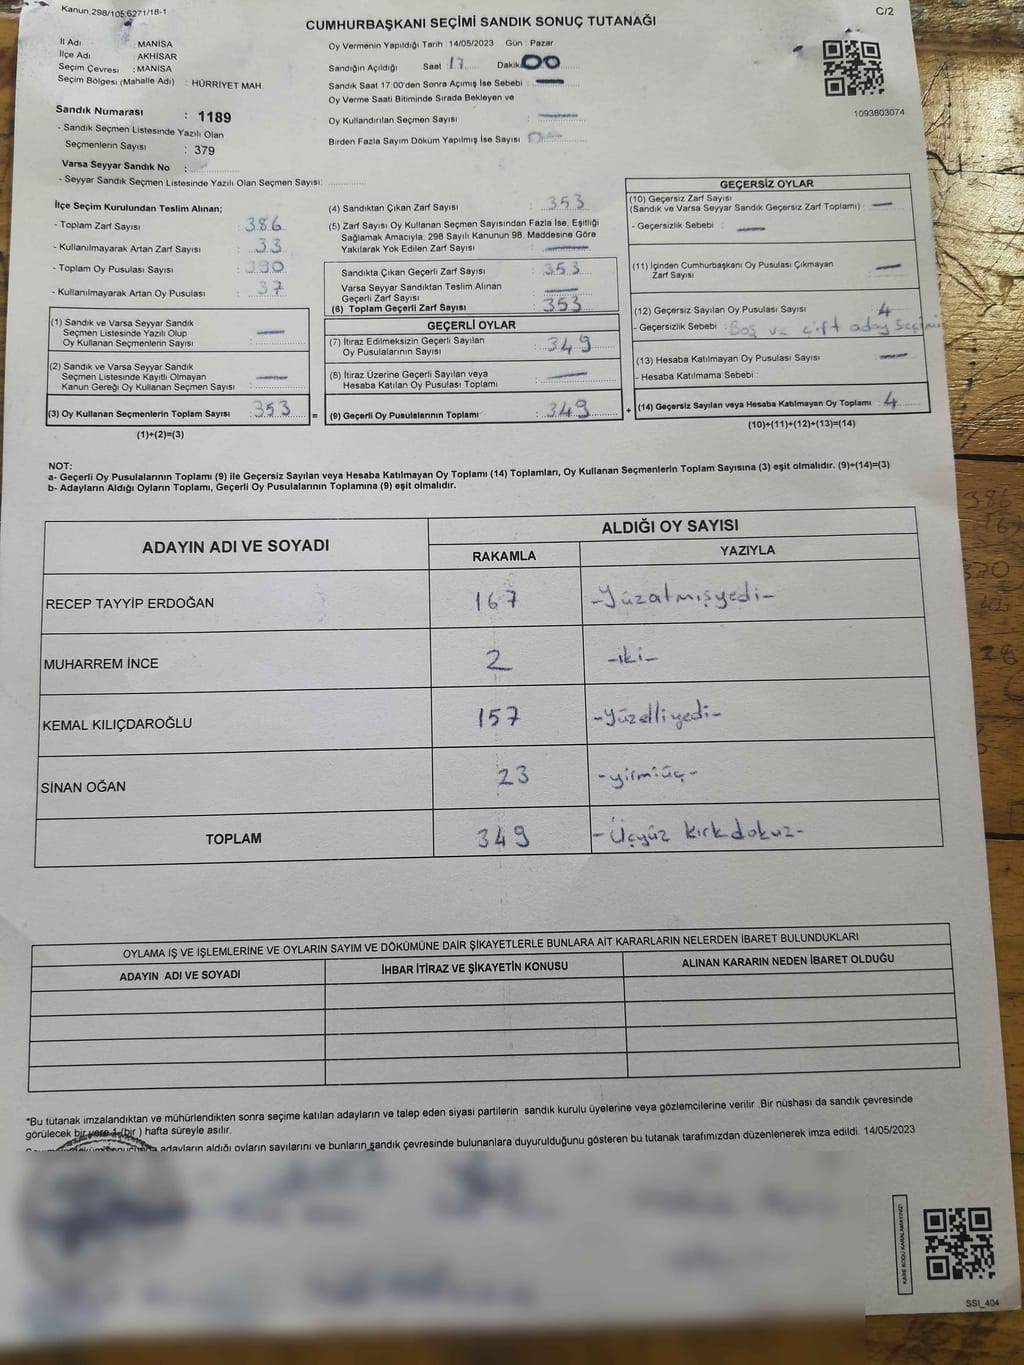 Kanun:298/105,6271/18-1
C/2
CUMHURBAŞKANI SEÇİMİ SANDIK SONUÇ TUTANAĞI
İl Adı : MANİSA
İlçe Adı : AKHİSAR
Seçim Çevresi : MANİSA
Seçim Bölgesi (Mahalle Adı) : HÜRRİYET MAH.
Sandık Numarası : 1189
- Sandık Seçmen Listesinde Yazılı Olan
Seçmenlerin Sayısı : 379
Varsa Seyyar Sandık No :
- Seyyar Sandık Seçmen Listesinde Yazılı Olan Seçmen Sayısı:
Oy Vermenin Yapıldığı Tarih : 14/05/2023 Gün : Pazar
Sandığın Açıldığı Saat 17 Dakika 00
Sandık Saat 17:00'den Sonra Açımış İse Sebebi : —
Oy Verme Saati Bitiminde Sırada Bekleyen ve
Oy Kullandırılan Seçmen Sayısı : —
Birden Fazla Sayım Döküm Yapılmış İse Sayısı :
1093803074
İlçe Seçim Kurulundan Teslim Alınan;
- Toplam Zarf Sayısı : 386
- Kullanılmayarak Artan Zarf Sayısı : 33
- Toplam Oy Pusulası Sayısı : 390
- Kullanılmayarak Artan Oy Pusulası : 37
(1) Sandık ve Varsa Seyyar Sandık
Seçmen Listesinde Yazılı Olup
Oy Kullanan Seçmenlerin Sayısı : —
(2) Sandık ve Varsa Seyyar Sandık
Seçmen Listesinde Kayıtlı Olmayan
Kanun Gereği Oy Kullanan Seçmen Sayısı : —
(3) Oy Kullanan Seçmenlerin Toplam Sayısı : 353 =
(1)+(2)=(3)
(4) Sandıktan Çıkan Zarf Sayısı : 353
(5) Zarf Sayısı Oy Kullanan Seçmen Sayısından Fazla İse, Eşitliği
Sağlamak Amacıyla; 298 Sayılı Kanunun 98. Maddesine Göre
Yakılarak Yok Edilen Zarf Sayısı : —
Sandıkta Çıkan Geçerli Zarf Sayısı : 353
Varsa Seyyar Sandıktan Teslim Alınan
Geçerli Zarf Sayısı : —
(6) Toplam Geçerli Zarf Sayısı : 353
GEÇERLİ OYLAR
(7) İtiraz Edilmeksizin Geçerli Sayılan
Oy Pusulalarının Sayısı : 349
(8) İtiraz Üzerine Geçerli Sayılan veya
Hesaba Katılan Oy Pusulası Toplamı : —
(9) Geçerli Oy Pusulalarının Toplamı : 349 +
GEÇERSİZ OYLAR
(10) Geçersiz Zarf Sayısı
(Sandık ve Varsa Seyyar Sandık Geçersiz Zarf Toplamı) : —
- Geçersizlik Sebebi : —
(11) İçinden Cumhurbaşkanı Oy Pusulası Çıkmayan
Zarf Sayısı : —
(12) Geçersiz Sayılan Oy Pusulası Sayısı : 4
- Geçersizlik Sebebi : Boş ve çift aday seçimi
(13) Hesaba Katılmayan Oy Pusulası Sayısı : —
- Hesaba Katılmama Sebebi :
(14) Geçersiz Sayılan veya Hesaba Katılmayan Oy Toplamı : 4
(10)+(11)+(12)+(13)=(14)
NOT:
a- Geçerli Oy Pusulalarının Toplamı (9) ile Geçersiz Sayılan veya Hesaba Katılmayan Oy Toplamı (14) Toplamları, Oy Kullanan Seçmenlerin Toplam Sayısına (3) eşit olmalıdır. (9)+(14)=(3)
b- Adayların Aldığı Oyların Toplamı, Geçerli Oy Pusulalarının Toplamına (9) eşit olmalıdır.
ADAYIN ADI VE SOYADI
ALDIĞI OY SAYISI
RAKAMLA YAZIYLA
RECEP TAYYİP ERDOĞAN 167 -Yüzatmışyedi-
MUHARREM İNCE 2 -iki-
KEMAL KILIÇDAROĞLU 157 -Yüzelliyedi-
SİNAN OĞAN 23 -yirmiüç-
TOPLAM 349 -Üçyüz kırkdokuz-
OYLAMA İŞ VE İŞLEMLERİNE VE OYLARIN SAYIM VE DÖKÜMÜNE DAİR ŞİKAYETLERLE BUNLARA AİT KARARLARIN NELERDEN İBARET BULUNDUKLARI
ADAYIN ADI VE SOYADI İHBAR İTİRAZ VE ŞİKAYETİN KONUSU ALINAN KARARIN NEDEN İBARET OLDUĞU
*Bu tutanak imzalandıktan ve mühürlendikten sonra seçime katılan adayların ve talep eden siyasi partilerin sandık kurulu üyelerine veya gözlemcilerine verilir .Bir nüshası da sandık çevresinde
görülecek bir yere 1 (bir ) hafta süreyle asılır.
adayların aldığı oyların sayılarını ve bunların sandık çevresinde bulunanlara duyurulduğunu gösteren bu tutanak tarafımızdan düzenlenerek imza edildi. 14/05/2023
KARE KODU KARALAMAYINIZ!
SSI_404